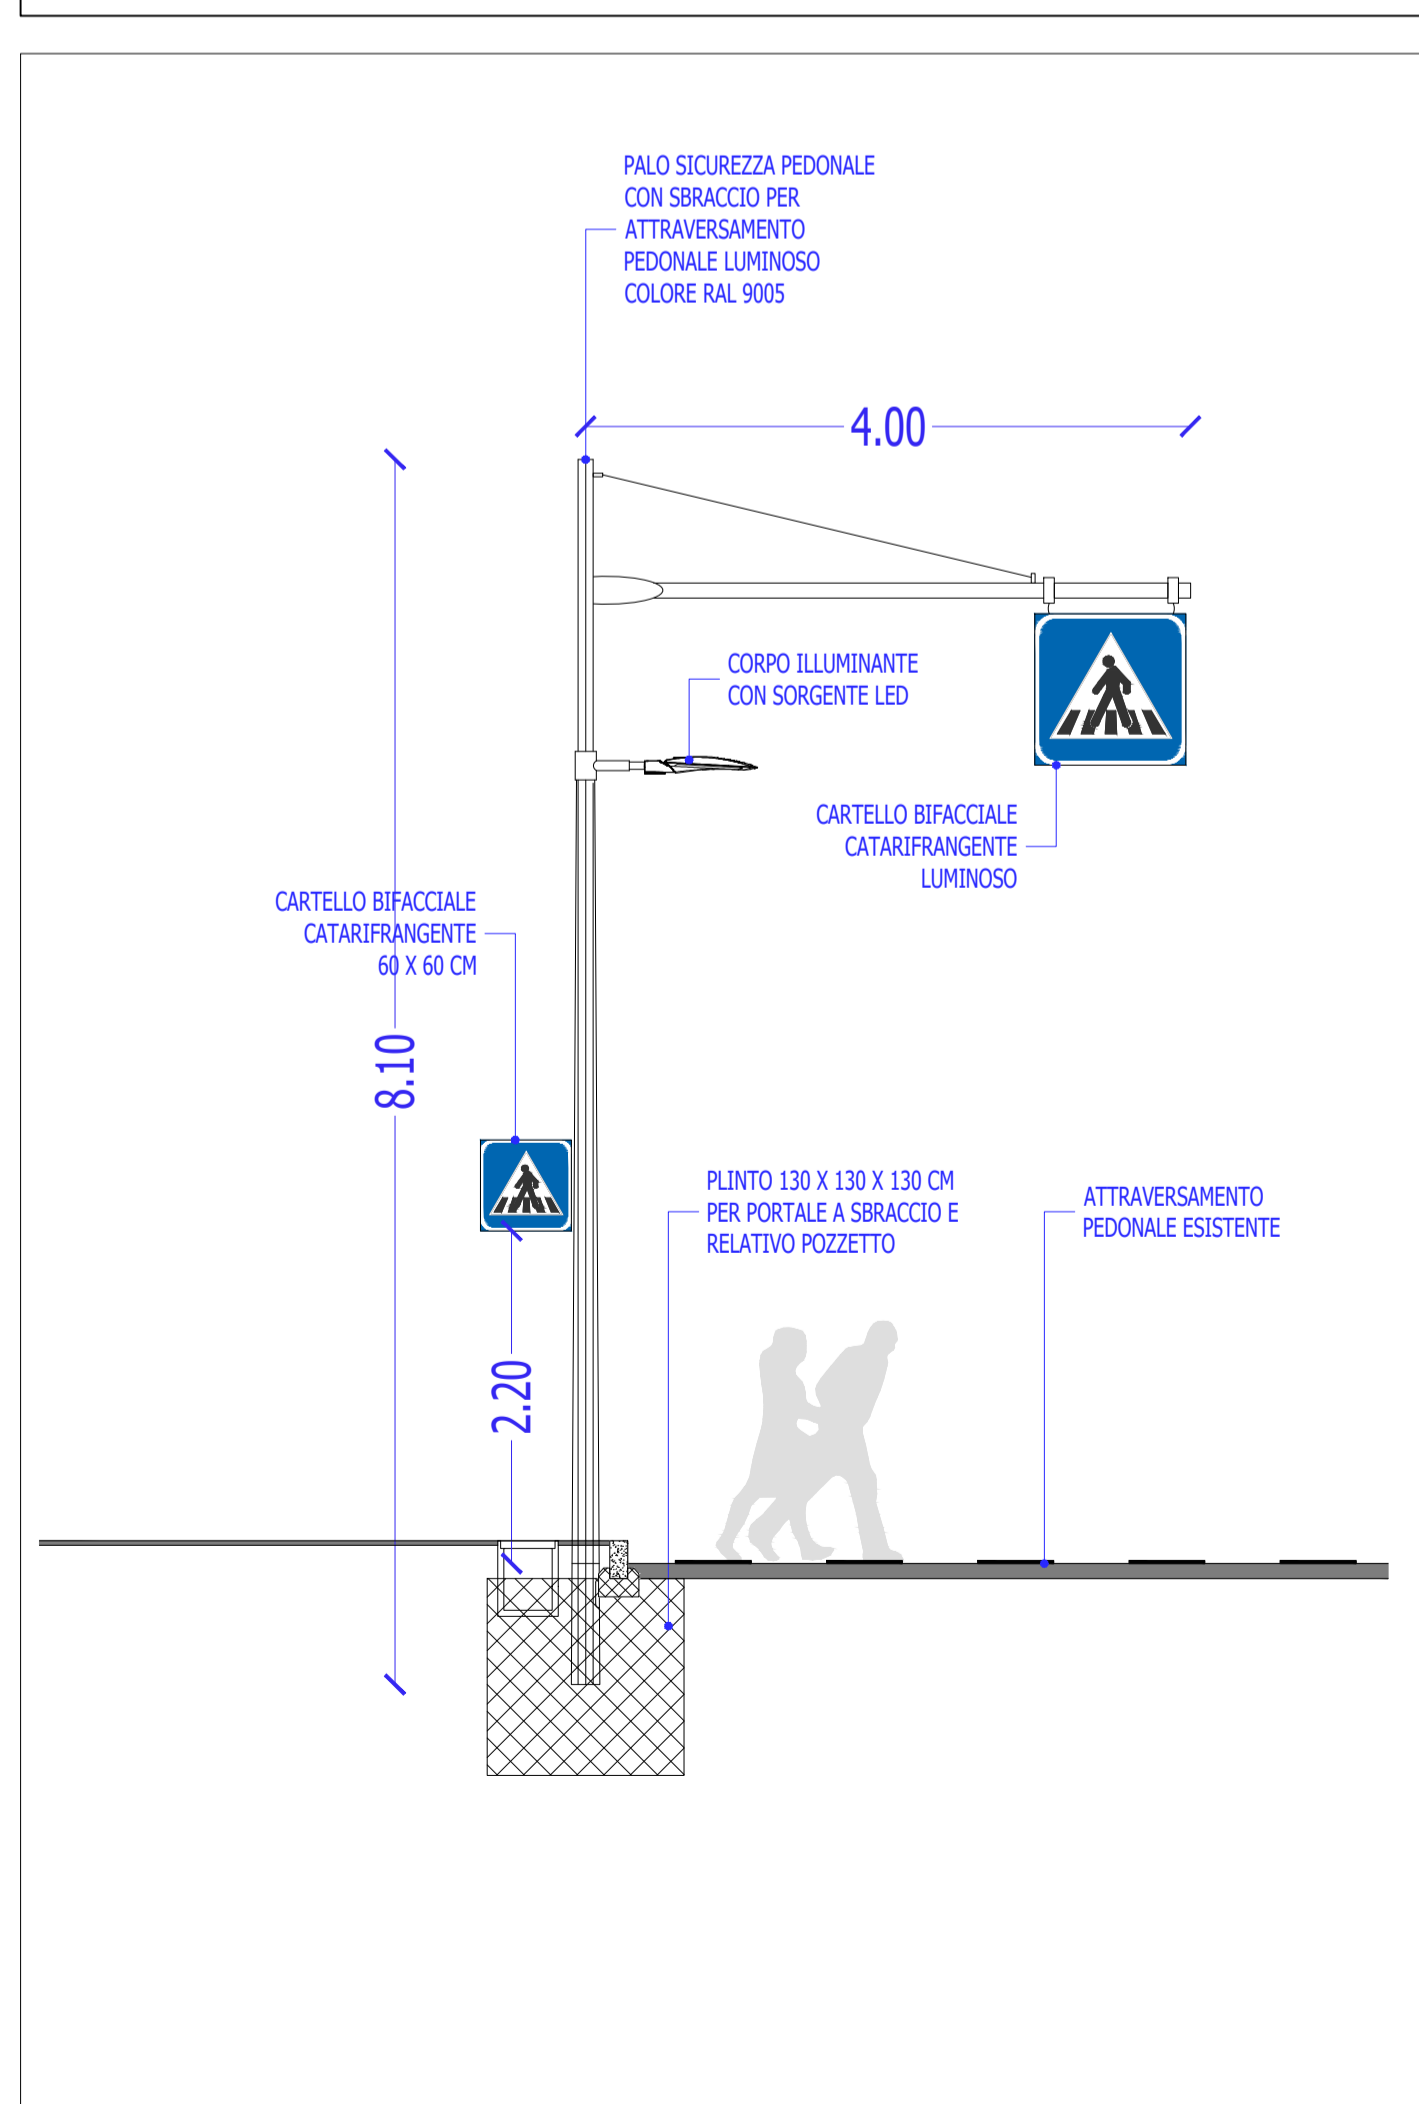 PALO SICUREZZA PEDONALE
CON SBRACCIO PER
ATTRAVERSAMENTO
PEDONALE LUMINOSO
COLORE RAL 9005
4.00
CORPO ILLUMINANTE
CON SORGENTE LED
CARTELLO BIFACCIALE
CATARIFRANGENTE
LUMINOSO
CARTELLO BIFACCIALE
CATARIFRANGENTE
60 X 60 CM
8.10
PLINTO 130 X 130 X 130 CM
PER PORTALE A SBRACCIO E
RELATIVO POZZETTO
ATTRAVERSAMENTO
PEDONALE ESISTENTE
2.20